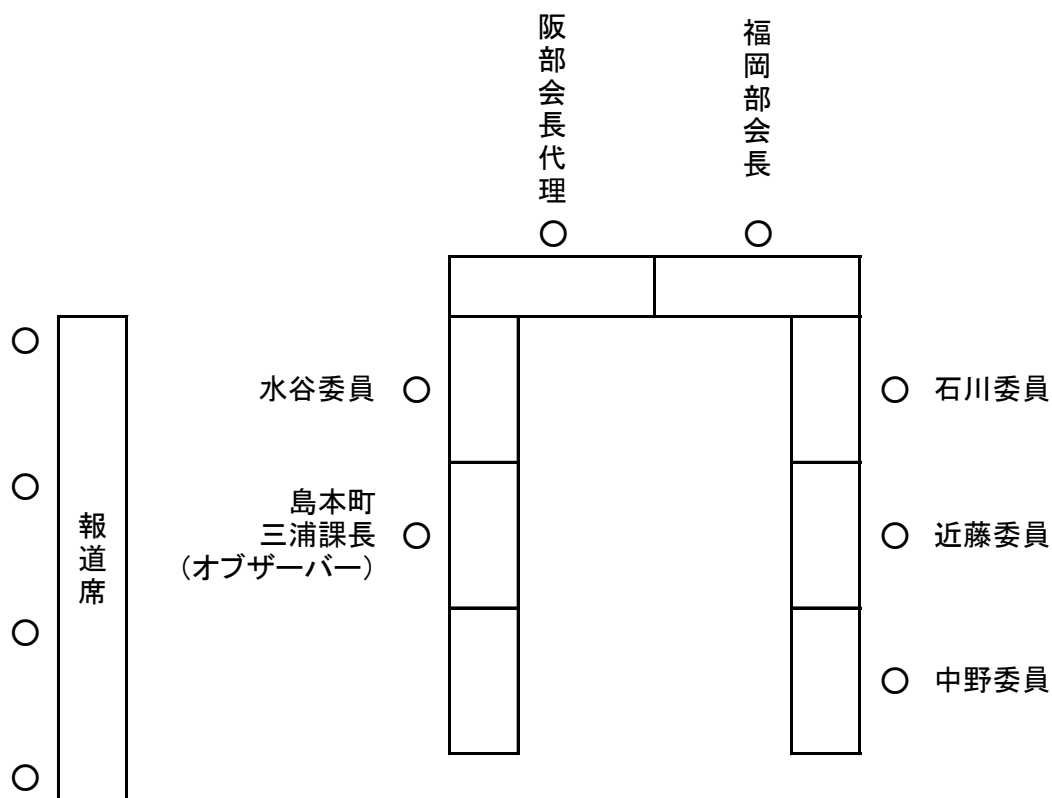 阪部会長代理
福岡部会長
水谷委員
石川委員
島本町
三浦課長
(オブザーバー)
近藤委員
報道席
中野委員